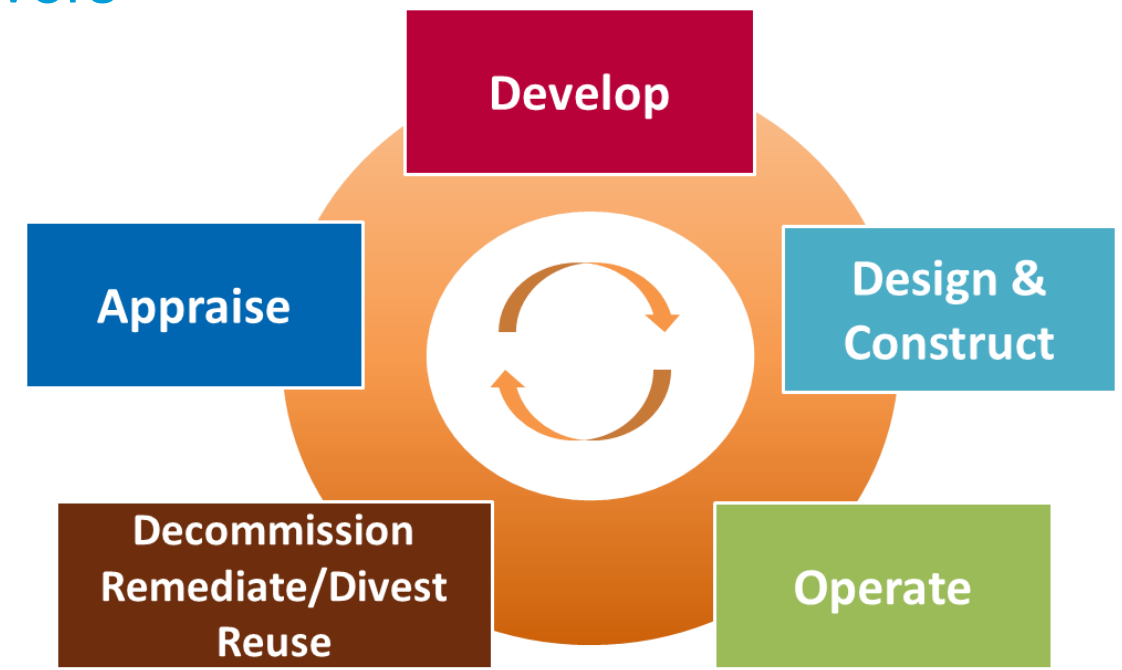 Develop
Appraise
Design &
Construct
Decommission
Remediate/Divest
Reuse
Operate